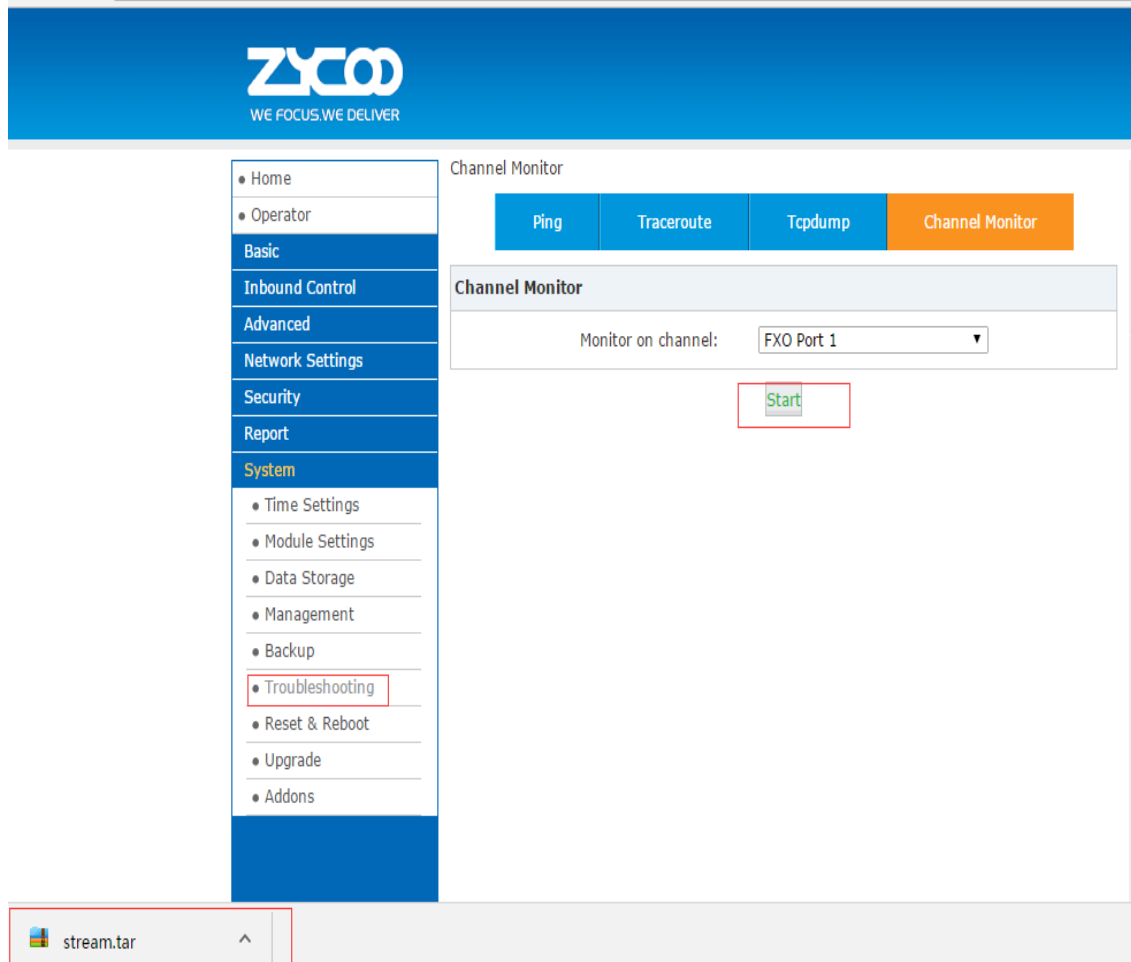 ZYCOO
WE FOCUS.WE DELIVER
Home
Operator
Basic
Inbound Control
Advanced
Network Settings
Security
Report
System
Time Settings
Module Settings
Data Storage
Management
Backup
Troubleshooting
Reset & Reboot
Upgrade
Addons
Channel Monitor
Ping Traceroute Tcpdump Channel Monitor
Channel Monitor
Monitor on channel: FXO Port 1
Start
stream.tar